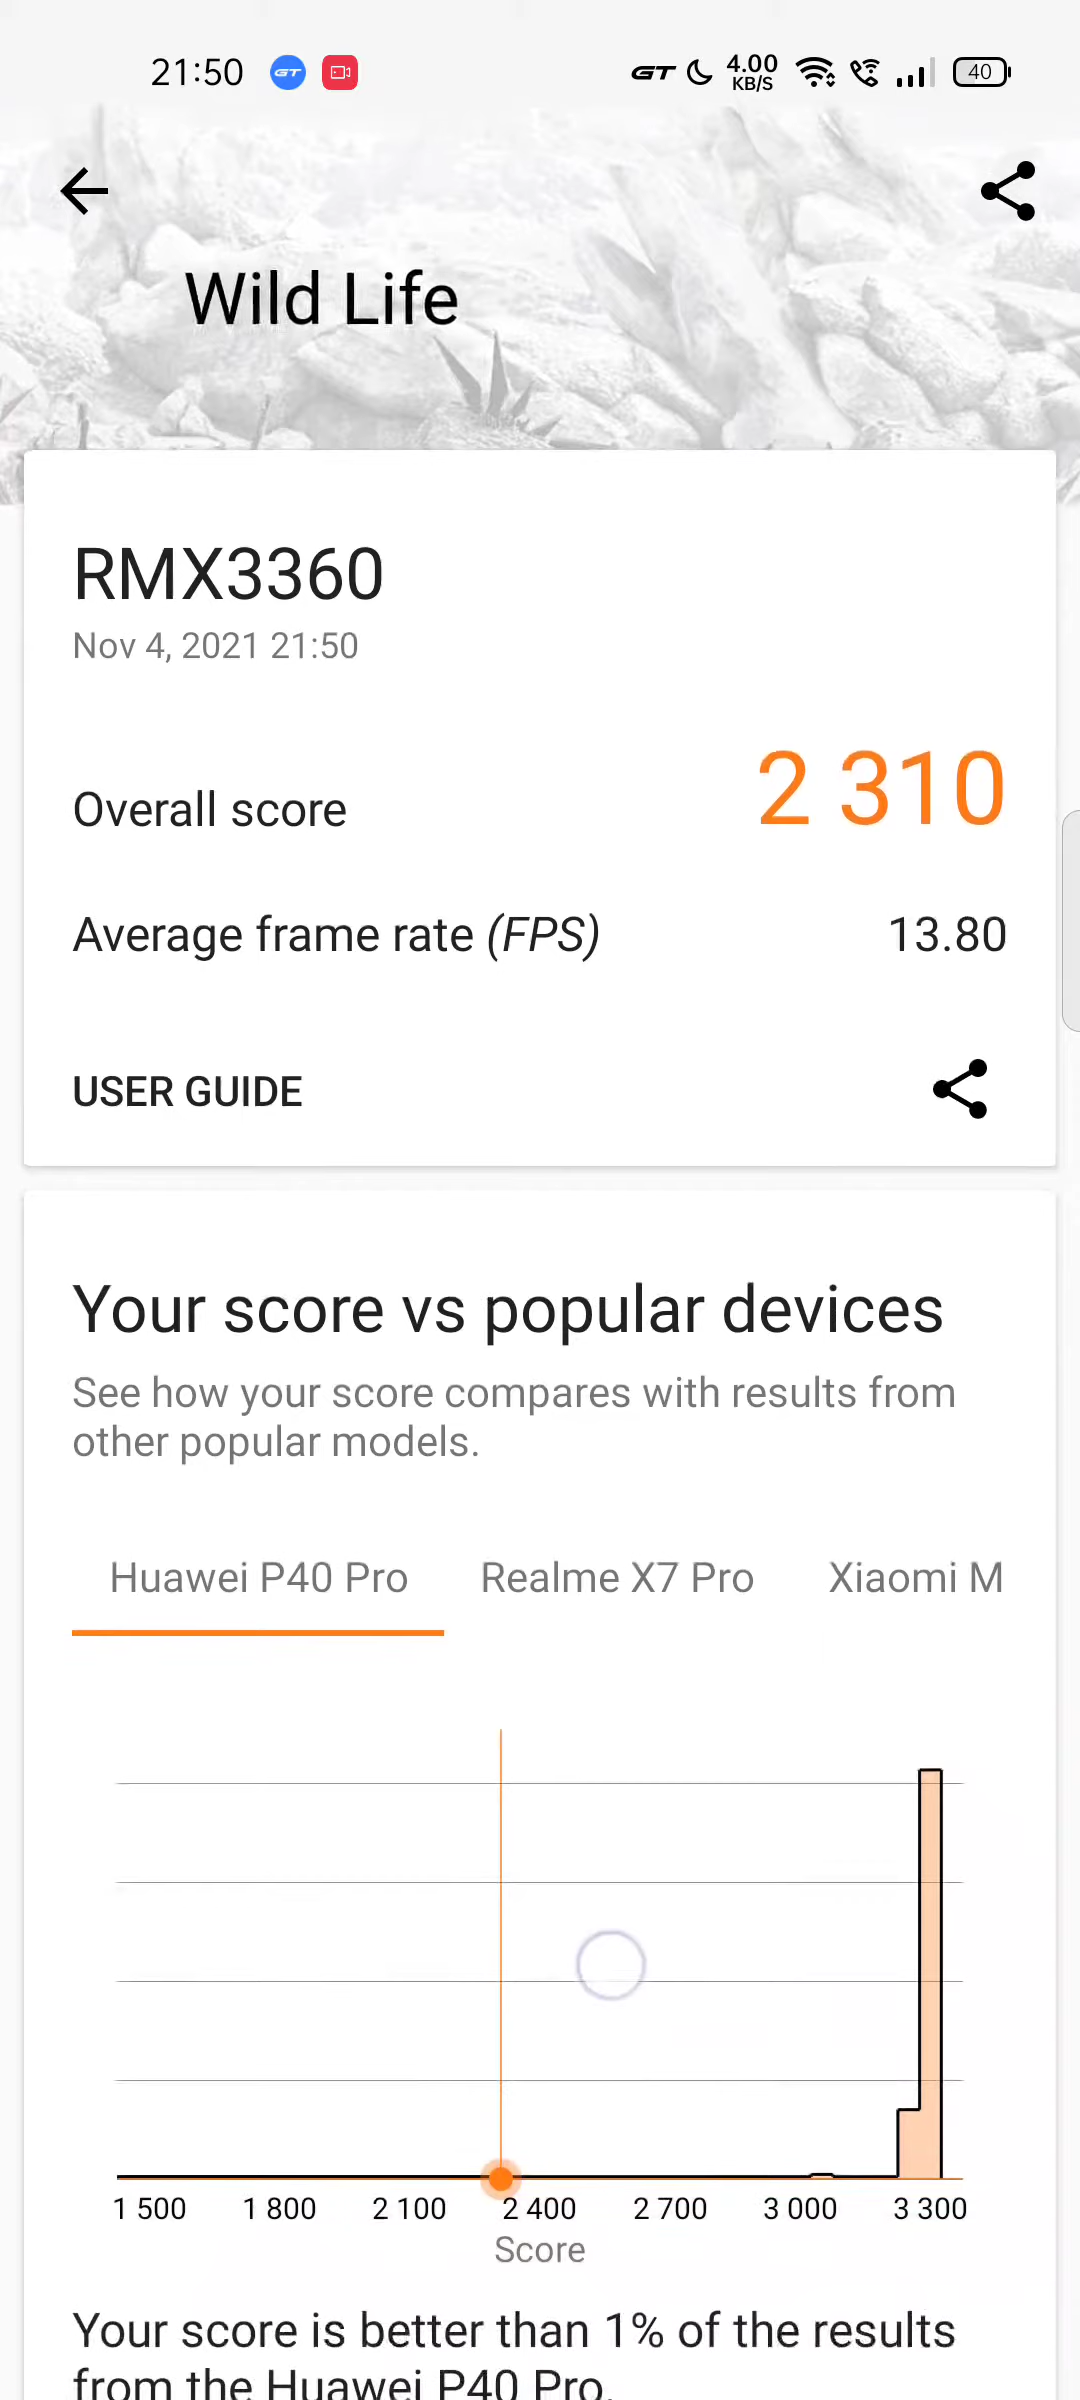 21:50 GT GT 4.00 KB/S 40
Wild Life
RMX3360
Nov 4, 2021 21:50
Overall score 2 310
Average frame rate (FPS) 13.80
USER GUIDE
Your score vs popular devices
See how your score compares with results from
other popular models.
Huawei P40 Pro Realme X7 Pro Xiaomi M
1 500 1 800 2 100 2 400 2 700 3 000 3 300
Score
Your score is better than 1% of the results
from the Huawei P40 Pro.